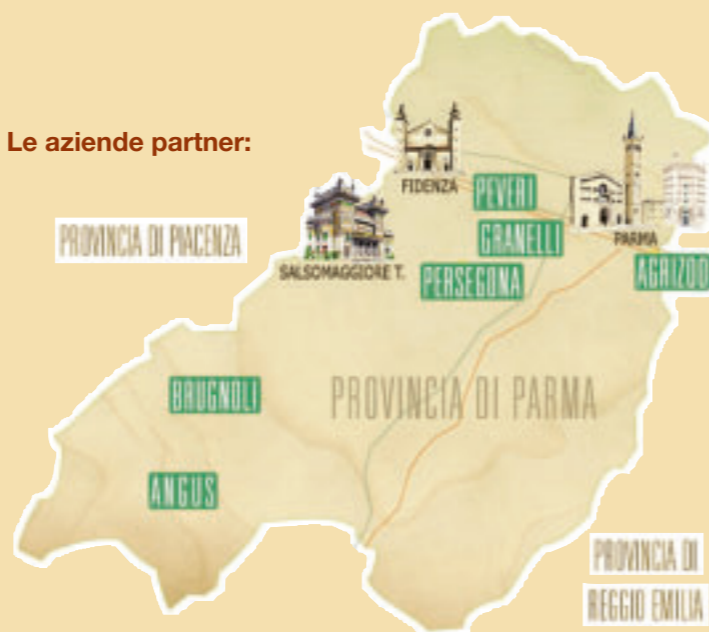 Le aziende partner:
FIDENZA
PEVERI
PROVINCIA DI PIACENZA
GRANELLI
PARMA
SALSOMAGGIORE T.
PERSEGONA
AGRIZOO
BRUGNOLI
PROVINCIA DI PARMA
ANGUS
PROVINCIA DI
REGGIO EMILIA